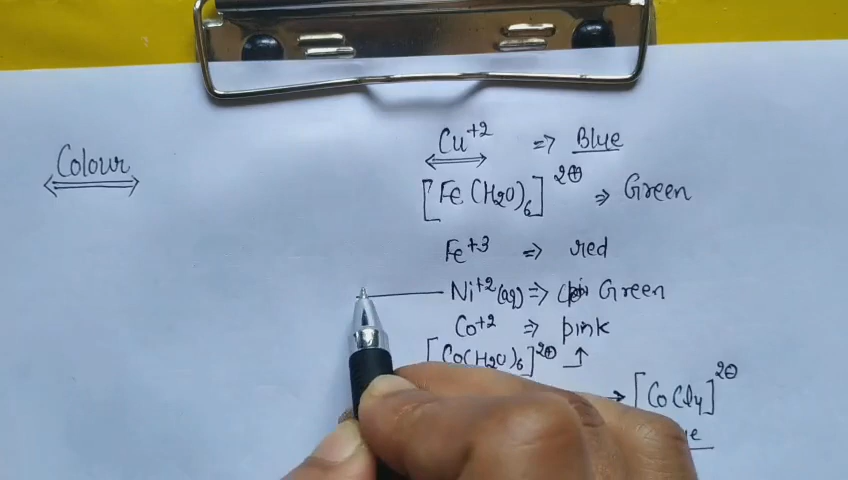 Colour
Cu+2 => Blue
[Fe(H2O)6]2⊕ => Green
Fe+3 => red
Ni+2(aq) => Green
Co+2 => pink
[Co(H2O)6]2⊕ ↑
→ [CoCl4]2⊖